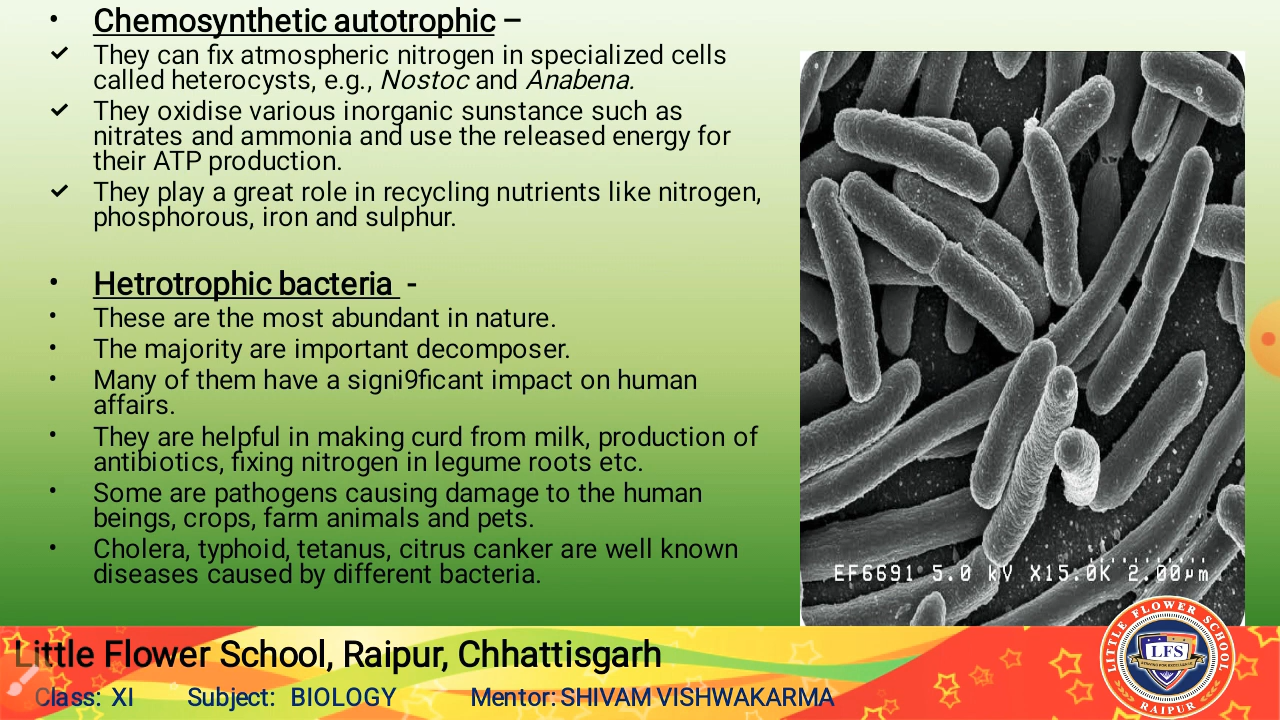 • Chemosynthetic autotrophic –
✓ They can fix atmospheric nitrogen in specialized cells
called heterocysts, e.g., Nostoc and Anabena.
✓ They oxidise various inorganic sunstance such as
nitrates and ammonia and use the released energy for
their ATP production.
✓ They play a great role in recycling nutrients like nitrogen,
phosphorous, iron and sulphur.
• Hetrotrophic bacteria -
• These are the most abundant in nature.
• The majority are important decomposer.
• Many of them have a signi9ficant impact on human
affairs.
• They are helpful in making curd from milk, production of
antibiotics, fixing nitrogen in legume roots etc.
• Some are pathogens causing damage to the human
beings, crops, farm animals and pets.
• Cholera, typhoid, tetanus, citrus canker are well known
diseases caused by different bacteria.
EF6691 5.0 kV X15.0K 2.00µm
Little Flower School, Raipur, Chhattisgarh
Class: XI Subject: BIOLOGY Mentor: SHIVAM VISHWAKARMA
LITTLE FLOWER SCHOOL
LFS
RAIPUR